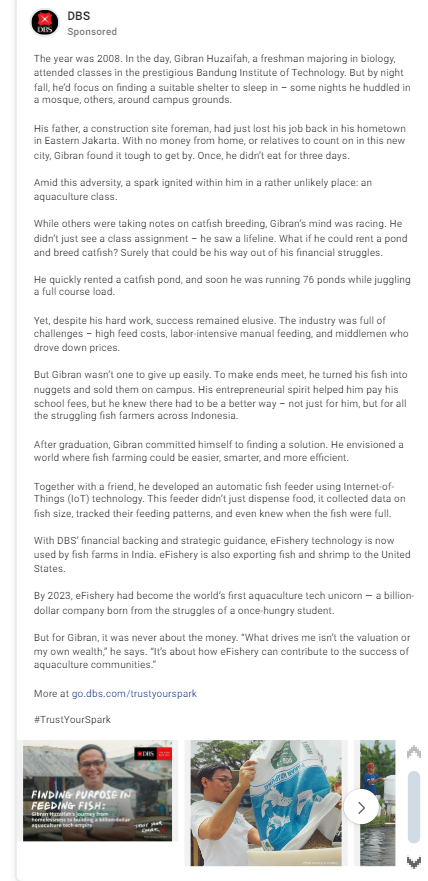 DBS
Sponsored
The year was 2008. In the day, Gibran Huzaifah, a freshman majoring in biology,
attended classes in the prestigious Bandung Institute of Technology. But by night
fall, he'd focus on finding a suitable shelter to sleep in – some nights he huddled in
a mosque, others, around campus grounds.
His father, a construction site foreman, had just lost his job back in his hometown
in Eastern Jakarta. With no money from home, or relatives to count on in this new
city, Gibran found it tough to get by. Once, he didn't eat for three days.
Amid this adversity, a spark ignited within him in a rather unlikely place: an
aquaculture class.
While others were taking notes on catfish breeding, Gibran's mind was racing. He
didn't just see a class assignment – he saw a lifeline. What if he could rent a pond
and breed catfish? Surely that could be his way out of his financial struggles.
He quickly rented a catfish pond, and soon he was running 76 ponds while juggling
a full course load.
Yet, despite his hard work, success remained elusive. The industry was full of
challenges – high feed costs, labor-intensive manual feeding, and middlemen who
drove down prices.
But Gibran wasn't one to give up easily. To make ends meet, he turned his fish into
nuggets and sold them on campus. His entrepreneurial spirit helped him pay his
school fees, but he knew there had to be a better way – not just for him, but for all
the struggling fish farmers across Indonesia.
After graduation, Gibran committed himself to finding a solution. He envisioned a
world where fish farming could be easier, smarter, and more efficient.
Together with a friend, he developed an automatic fish feeder using Internet-of-
Things (IoT) technology. This feeder didn't just dispense food, it collected data on
fish size, tracked their feeding patterns, and even knew when the fish were full.
With DBS' financial backing and strategic guidance, eFishery technology is now
used by fish farms in India. eFishery is also exporting fish and shrimp to the United
States.
By 2023, eFishery had become the world's first aquaculture tech unicorn — a billion-
dollar company born from the struggles of a once-hungry student.
But for Gibran, it was never about the money. "What drives me isn't the valuation or
my own wealth," he says. "It's about how eFishery can contribute to the success of
aquaculture communities."
More at go.dbs.com/trustyourspark
#TrustYourSpark
DBS
FINDING PURPOSE IN
FEEDING FISH:
Gibran Huzaifah's journey from
homelessness to building a billion-dollar
aquaculture tech empire